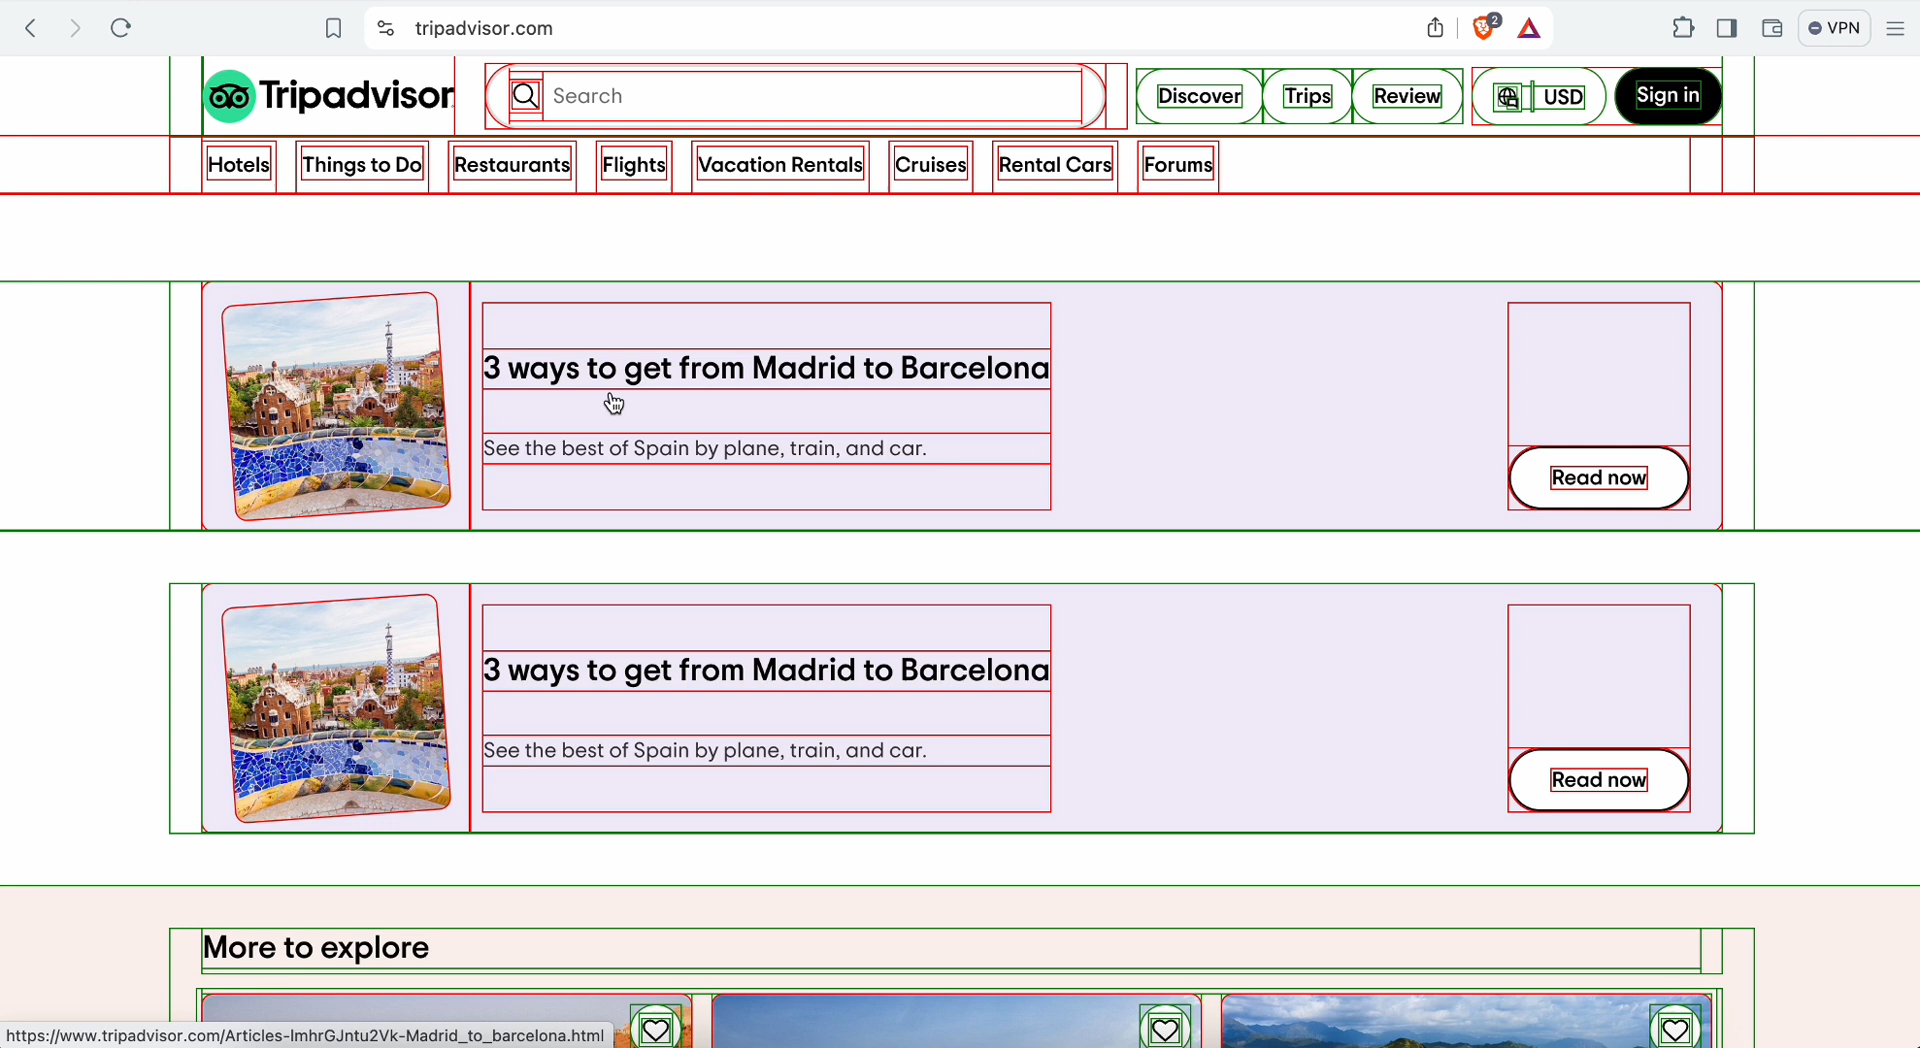 tripadvisor.com
2
VPN
Tripadvisor
Search
Discover
Trips
Review
USD
Sign in
Hotels
Things to Do
Restaurants
Flights
Vacation Rentals
Cruises
Rental Cars
Forums
3 ways to get from Madrid to Barcelona
See the best of Spain by plane, train, and car.
Read now
3 ways to get from Madrid to Barcelona
See the best of Spain by plane, train, and car.
Read now
More to explore
https://www.tripadvisor.com/Articles-lmhrGJntu2Vk-Madrid_to_barcelona.html